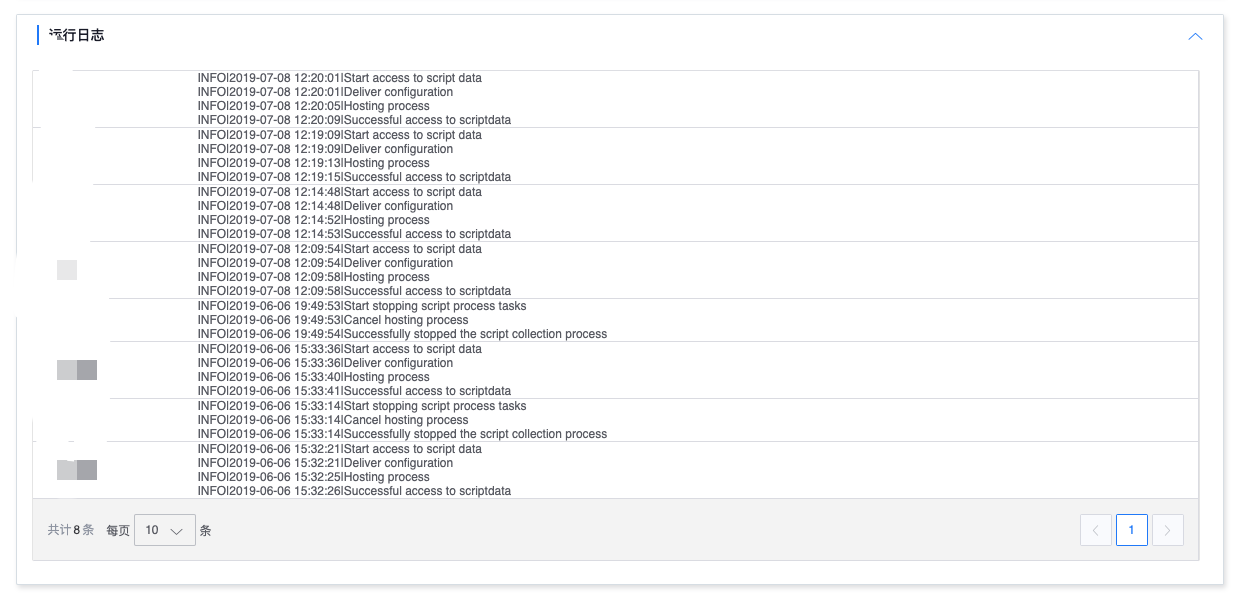 运行日志
INFO|2019-07-08 12:20:01|Start access to script data
INFO|2019-07-08 12:20:01|Deliver configuration
INFO|2019-07-08 12:20:05|Hosting process
INFO|2019-07-08 12:20:09|Successful access to scriptdata
INFO|2019-07-08 12:19:09|Start access to script data
INFO|2019-07-08 12:19:09|Deliver configuration
INFO|2019-07-08 12:19:13|Hosting process
INFO|2019-07-08 12:19:15|Successful access to scriptdata
INFO|2019-07-08 12:14:48|Start access to script data
INFO|2019-07-08 12:14:48|Deliver configuration
INFO|2019-07-08 12:14:52|Hosting process
INFO|2019-07-08 12:14:53|Successful access to scriptdata
INFO|2019-07-08 12:09:54|Start access to script data
INFO|2019-07-08 12:09:54|Deliver configuration
INFO|2019-07-08 12:09:58|Hosting process
INFO|2019-07-08 12:09:58|Successful access to scriptdata
INFO|2019-06-06 19:49:53|Start stopping script process tasks
INFO|2019-06-06 19:49:53|Cancel hosting process
INFO|2019-06-06 19:49:54|Successfully stopped the script collection process
INFO|2019-06-06 15:33:36|Start access to script data
INFO|2019-06-06 15:33:36|Deliver configuration
INFO|2019-06-06 15:33:40|Hosting process
INFO|2019-06-06 15:33:41|Successful access to scriptdata
INFO|2019-06-06 15:33:14|Start stopping script process tasks
INFO|2019-06-06 15:33:14|Cancel hosting process
INFO|2019-06-06 15:33:14|Successfully stopped the script collection process
INFO|2019-06-06 15:32:21|Start access to script data
INFO|2019-06-06 15:32:21|Deliver configuration
INFO|2019-06-06 15:32:25|Hosting process
INFO|2019-06-06 15:32:26|Successful access to scriptdata
共计8条 每页 10 条 1